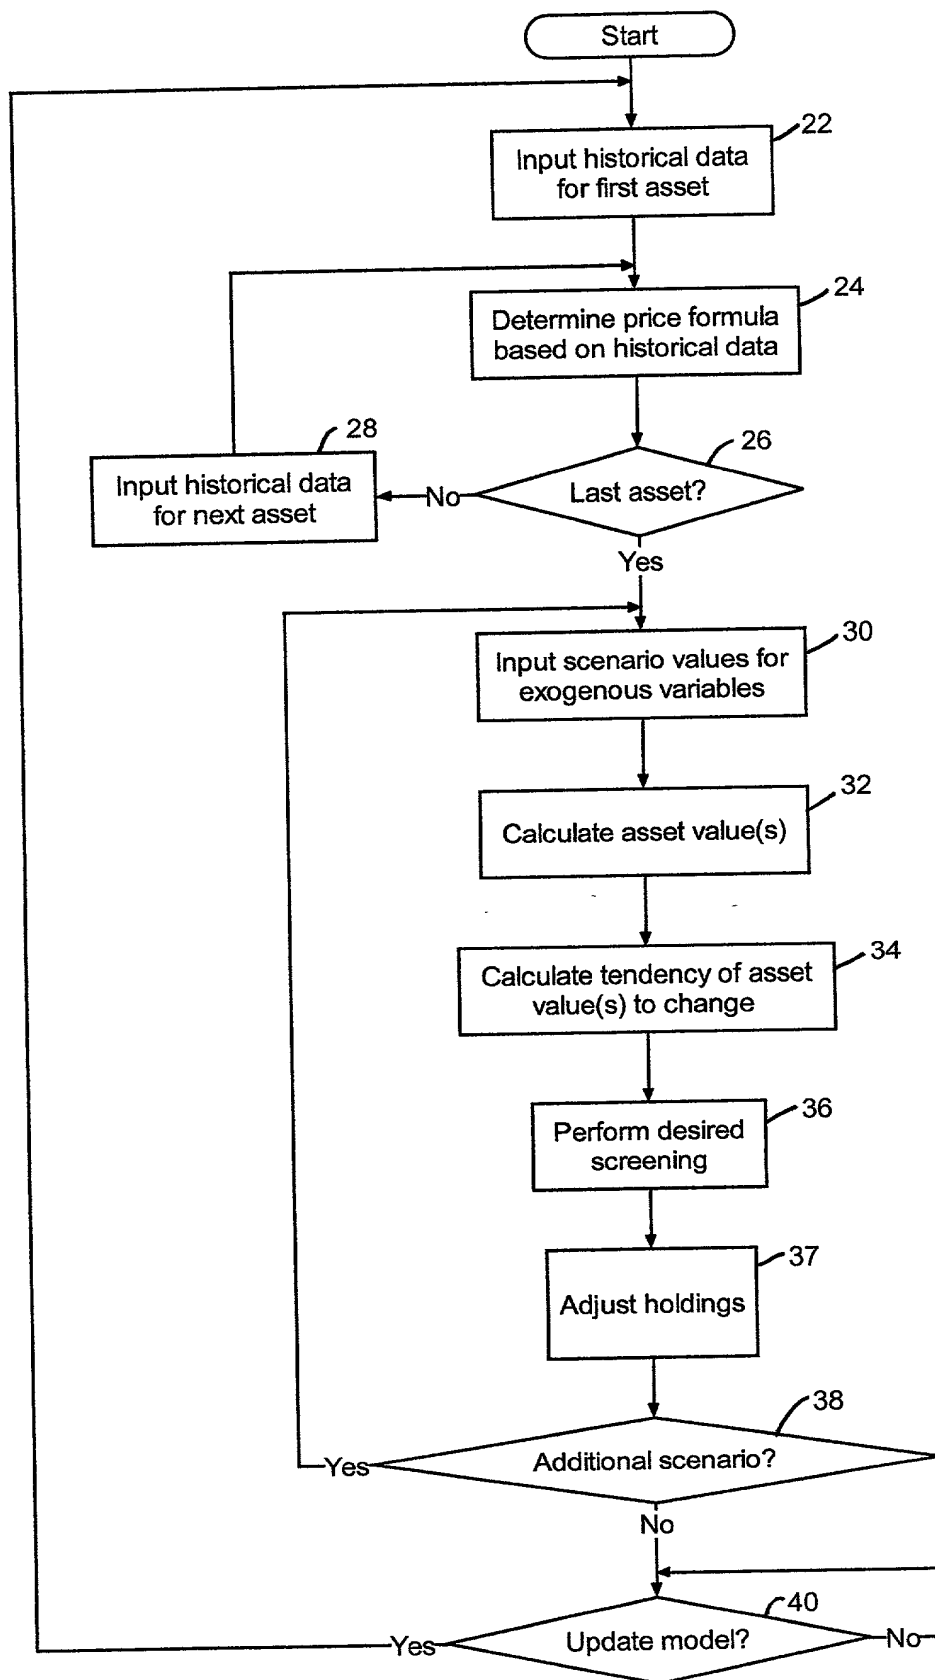 Start
22
Input historical data
for first asset
24
Determine price formula
based on historical data
28
26
Input historical data
for next asset
No
Last asset?
Yes
30
Input scenario values for
exogenous variables
32
Calculate asset value(s)
34
Calculate tendency of asset
value(s) to change
36
Perform desired
screening
37
Adjust holdings
38
Yes
Additional scenario?
No
40
Yes
Update model?
No